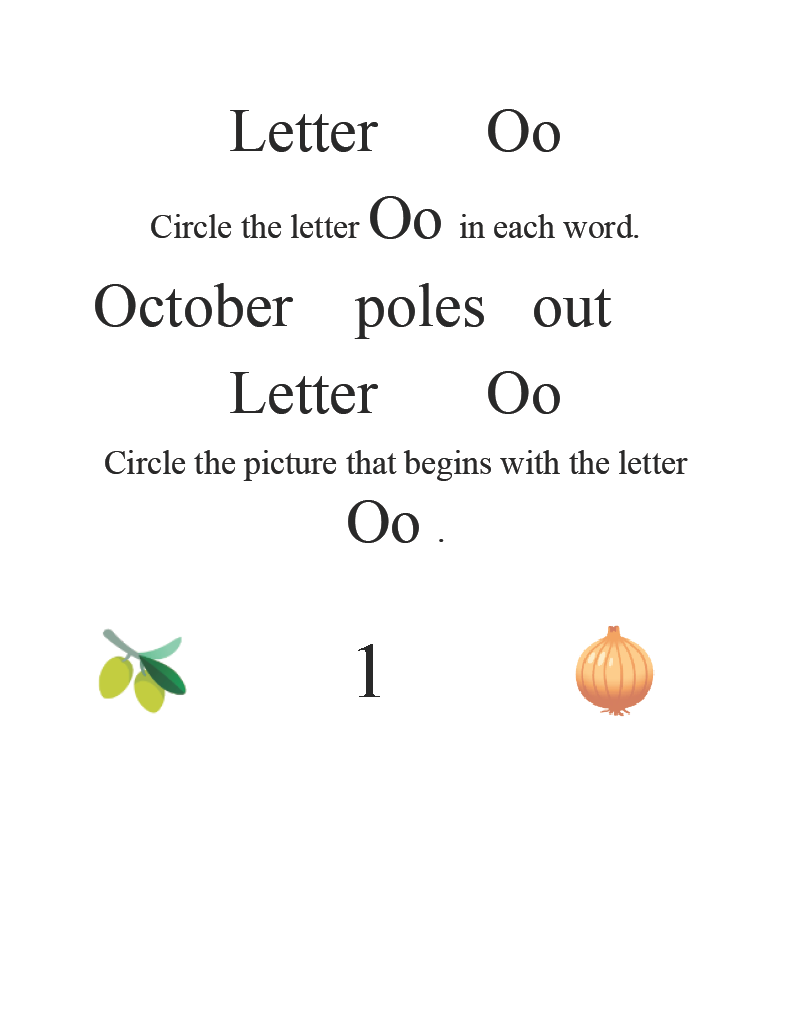 Letter Oo
Circle the letter Oo in each word.
October poles out
Letter Oo
Circle the picture that begins with the letter
Oo .
1